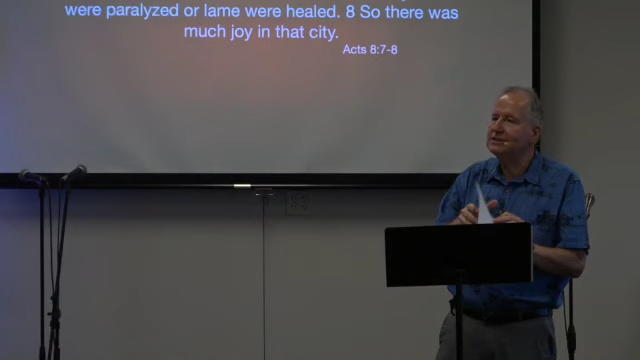 were paralyzed or lame were healed. 8 So there was
much joy in that city.
Acts 8:7-8